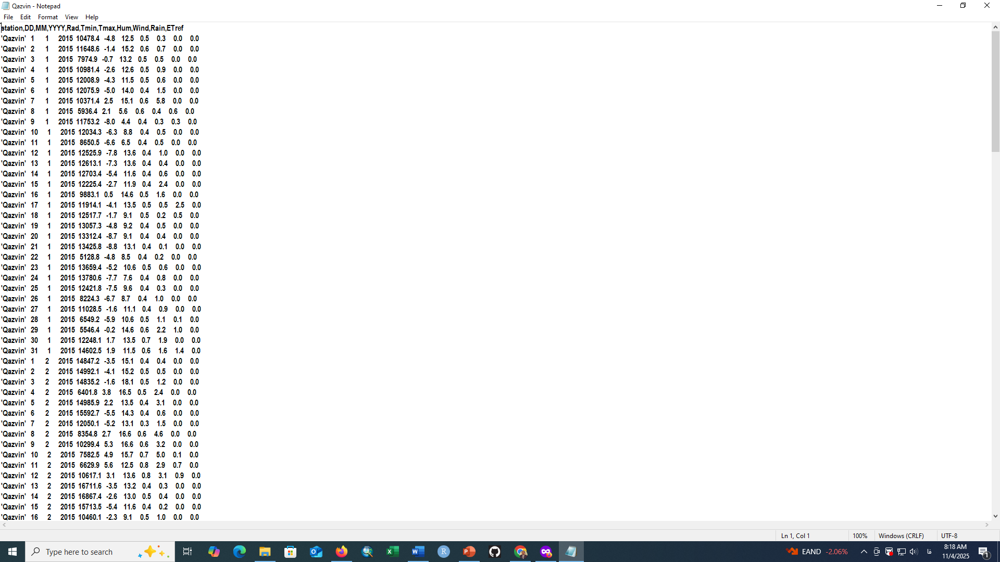 Qazvin - Notepad
File Edit Format View Help
station,DD,MM,YYYY,Rad,Tmin,Tmax,Hum,Wind,Rain,ETref
'Qazvin' 1 1 2015 10478.4 -4.8 12.5 0.5 0.3 0.0 0.0
'Qazvin' 2 1 2015 11648.6 -1.4 15.2 0.6 0.7 0.0 0.0
'Qazvin' 3 1 2015 7974.9 -0.7 13.2 0.5 0.5 0.0 0.0
'Qazvin' 4 1 2015 10981.4 -2.6 12.6 0.5 0.9 0.0 0.0
'Qazvin' 5 1 2015 12008.9 -4.3 11.5 0.5 0.6 0.0 0.0
'Qazvin' 6 1 2015 12075.9 -5.0 14.0 0.4 1.5 0.0 0.0
'Qazvin' 7 1 2015 10371.4 2.5 15.1 0.6 5.8 0.0 0.0
'Qazvin' 8 1 2015 5936.4 2.1 5.6 0.6 0.4 0.6 0.0
'Qazvin' 9 1 2015 11753.2 -8.0 4.4 0.4 0.3 0.3 0.0
'Qazvin' 10 1 2015 12034.3 -6.3 8.8 0.4 0.5 0.0 0.0
'Qazvin' 11 1 2015 8650.5 -6.6 6.5 0.4 0.5 0.0 0.0
'Qazvin' 12 1 2015 12525.9 -7.8 13.6 0.4 1.0 0.0 0.0
'Qazvin' 13 1 2015 12613.1 -7.3 13.6 0.4 0.4 0.0 0.0
'Qazvin' 14 1 2015 12703.4 -5.4 11.6 0.4 0.6 0.0 0.0
'Qazvin' 15 1 2015 12225.4 -2.7 11.9 0.4 2.4 0.0 0.0
'Qazvin' 16 1 2015 9883.1 0.5 14.6 0.5 1.6 0.0 0.0
'Qazvin' 17 1 2015 11914.1 -4.1 13.5 0.5 0.5 2.5 0.0
'Qazvin' 18 1 2015 12517.7 -1.7 9.1 0.5 0.2 0.5 0.0
'Qazvin' 19 1 2015 13057.3 -4.8 9.2 0.4 0.5 0.0 0.0
'Qazvin' 20 1 2015 13312.4 -8.7 9.1 0.4 0.4 0.0 0.0
'Qazvin' 21 1 2015 13425.8 -8.8 13.1 0.4 0.1 0.0 0.0
'Qazvin' 22 1 2015 5128.8 -4.8 8.5 0.4 0.2 0.0 0.0
'Qazvin' 23 1 2015 13659.4 -5.2 10.6 0.5 0.6 0.0 0.0
'Qazvin' 24 1 2015 13780.6 -7.7 7.6 0.4 0.8 0.0 0.0
'Qazvin' 25 1 2015 12421.8 -7.5 9.6 0.4 0.3 0.0 0.0
'Qazvin' 26 1 2015 8224.3 -6.7 8.7 0.4 1.0 0.0 0.0
'Qazvin' 27 1 2015 11028.5 -1.6 11.1 0.4 0.9 0.0 0.0
'Qazvin' 28 1 2015 6549.2 -5.9 10.6 0.5 1.1 0.1 0.0
'Qazvin' 29 1 2015 5546.4 -0.2 14.6 0.6 2.2 1.0 0.0
'Qazvin' 30 1 2015 12248.1 1.7 13.5 0.7 1.9 0.0 0.0
'Qazvin' 31 1 2015 14602.5 1.9 11.5 0.6 1.6 1.4 0.0
'Qazvin' 1 2 2015 14847.2 -3.5 15.1 0.4 0.4 0.0 0.0
'Qazvin' 2 2 2015 14992.1 -4.1 15.2 0.5 0.5 0.0 0.0
'Qazvin' 3 2 2015 14835.2 -1.6 18.1 0.5 1.2 0.0 0.0
'Qazvin' 4 2 2015 6401.8 3.8 16.5 0.5 2.4 0.0 0.0
'Qazvin' 5 2 2015 14985.9 2.2 13.5 0.4 3.1 0.0 0.0
'Qazvin' 6 2 2015 15592.7 -5.5 14.3 0.4 0.6 0.0 0.0
'Qazvin' 7 2 2015 12050.1 -5.2 13.1 0.3 1.5 0.0 0.0
'Qazvin' 8 2 2015 8354.8 2.7 16.6 0.6 4.6 0.0 0.0
'Qazvin' 9 2 2015 10299.4 5.3 16.6 0.6 3.2 0.0 0.0
'Qazvin' 10 2 2015 7582.5 4.9 15.7 0.7 5.0 0.1 0.0
'Qazvin' 11 2 2015 6629.9 5.6 12.5 0.8 2.9 0.7 0.0
'Qazvin' 12 2 2015 10617.1 3.1 13.6 0.8 3.1 0.9 0.0
'Qazvin' 13 2 2015 16711.6 -3.5 13.2 0.4 0.3 0.0 0.0
'Qazvin' 14 2 2015 16867.4 -2.6 13.0 0.5 0.4 0.0 0.0
'Qazvin' 15 2 2015 15713.5 -5.4 11.6 0.4 0.2 0.0 0.0
'Qazvin' 16 2 2015 10460.1 -2.3 9.1 0.5 1.0 0.0 0.0
Ln 1, Col 1 100% Windows (CRLF) UTF-8
Type here to search
EAND -2.06%
فا
8:18 AM
11/4/2025
1